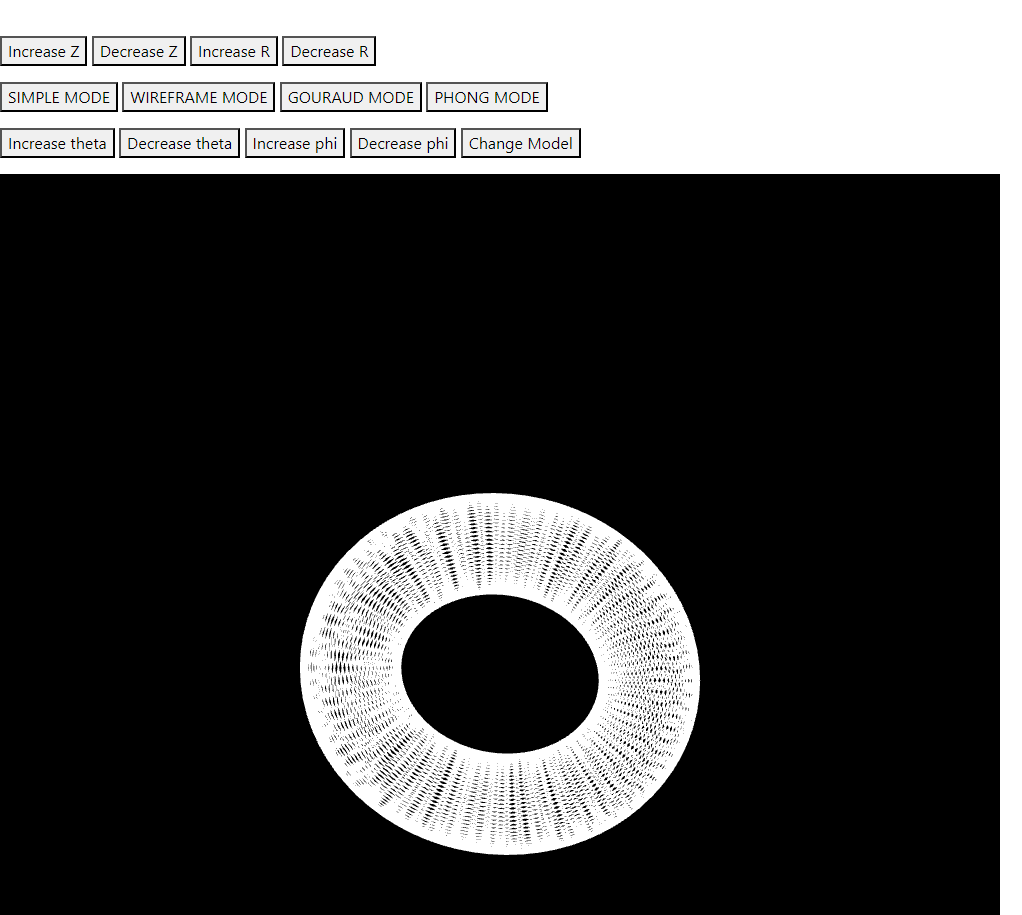 Increase Z Decrease Z Increase R Decrease R
SIMPLE MODE WIREFRAME MODE GOURAUD MODE PHONG MODE
Increase theta Decrease theta Increase phi Decrease phi Change Model